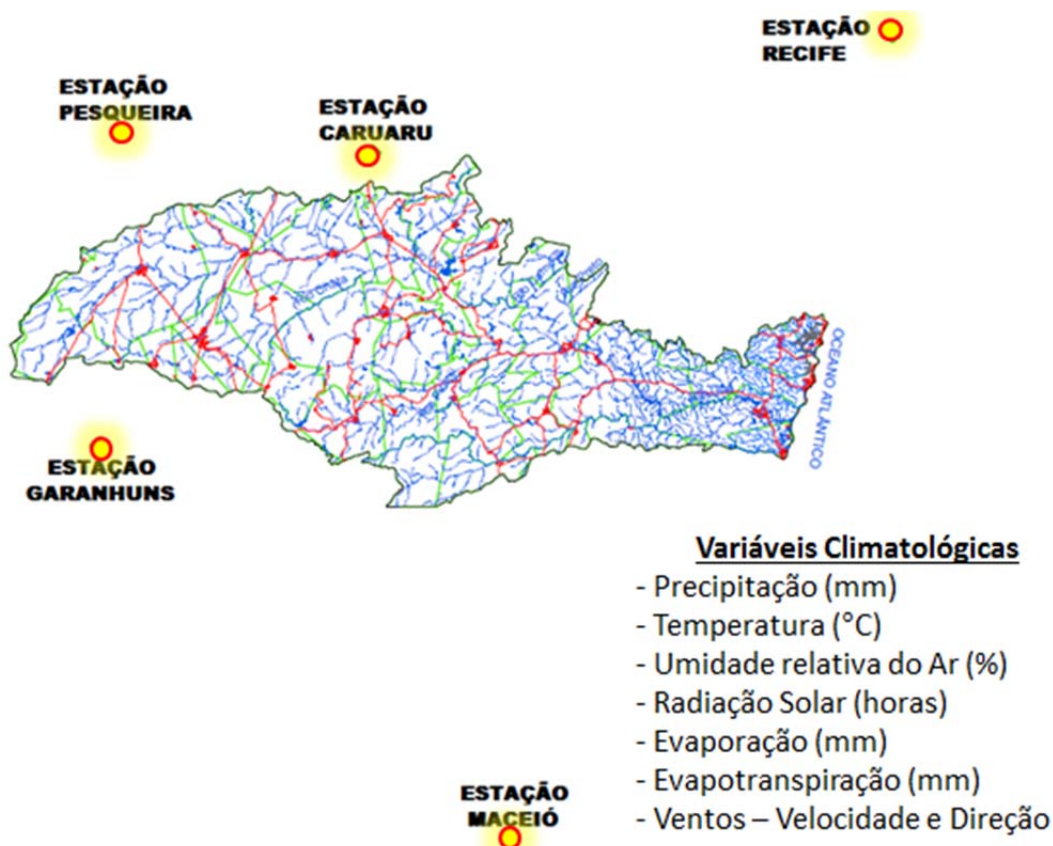 ESTAÇÃO
RECIFE
ESTAÇÃO
PESQUEIRA
ESTAÇÃO
CARUARU
OCEANO ATLANTICO
ESTAÇÃO
GARANHUNS
Variáveis Climatológicas
- Precipitação (mm)
- Temperatura (°C)
- Umidade relativa do Ar (%)
- Radiação Solar (horas)
- Evaporação (mm)
- Evapotranspiração (mm)
- Ventos – Velocidade e Direção
ESTAÇÃO
MACEIÓ